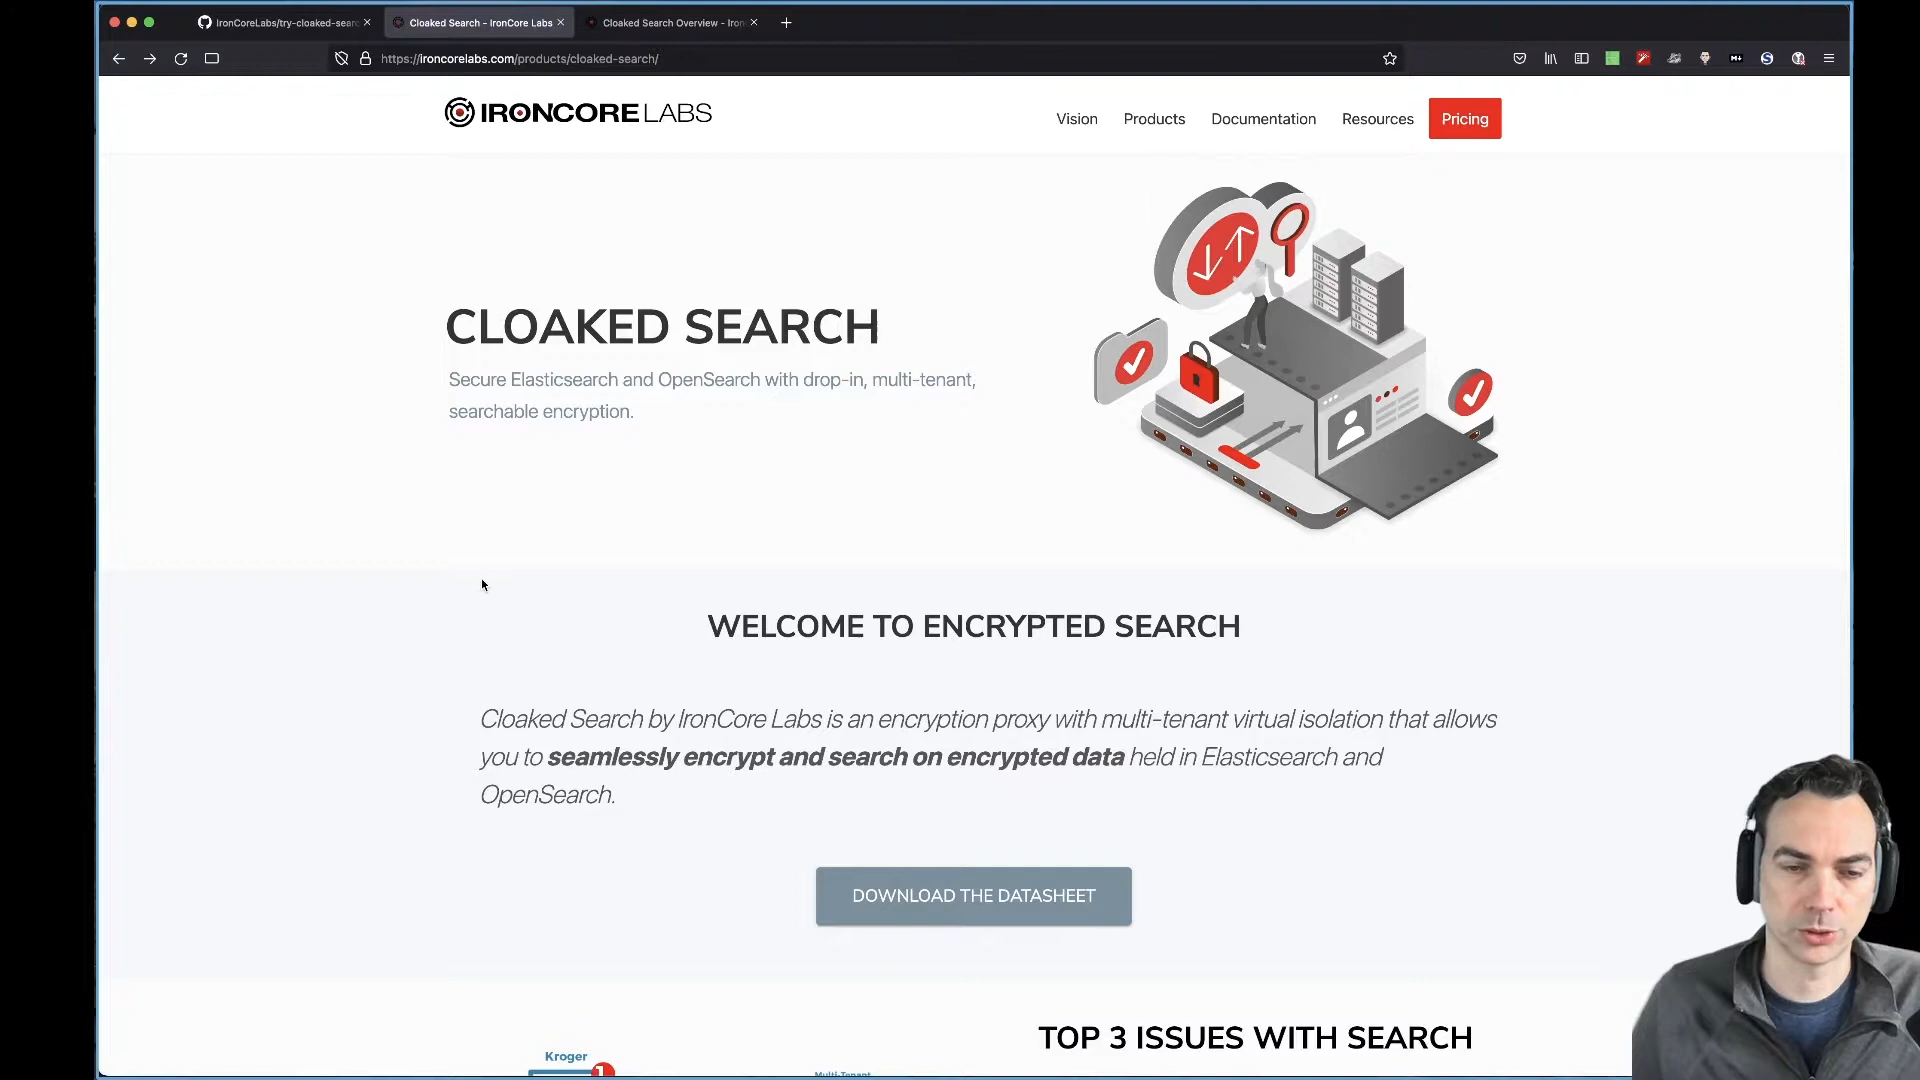 IronCoreLabs/try-cloaked-sear
Cloaked Search - IronCore Labs
Cloaked Search Overview - Iron
https://ironcorelabs.com/products/cloaked-search/
IRONCORE LABS
Vision
Products
Documentation
Resources
Pricing
CLOAKED SEARCH
Secure Elasticsearch and OpenSearch with drop-in, multi-tenant,
searchable encryption.
WELCOME TO ENCRYPTED SEARCH
Cloaked Search by IronCore Labs is an encryption proxy with multi-tenant virtual isolation that allows
you to seamlessly encrypt and search on encrypted data held in Elasticsearch and
OpenSearch.
DOWNLOAD THE DATASHEET
TOP 3 ISSUES WITH SEARCH
Kroger
1
Multi-Tenant